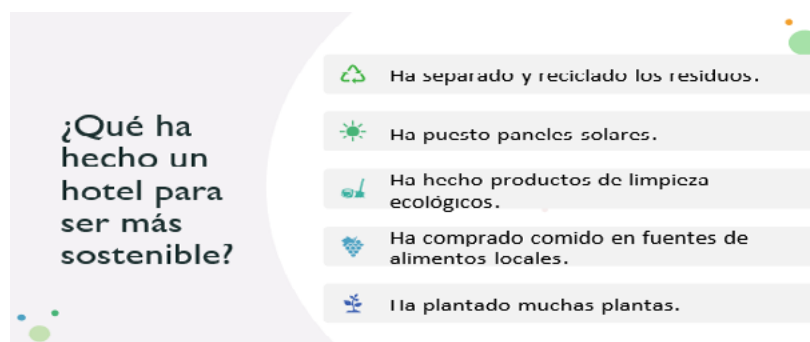 ¿Qué ha
hecho un
hotel para
ser más
sostenible?
Ha separado y reciclado los residuos.
Ha puesto paneles solares.
Ha hecho productos de limpieza
ecológicos.
Ha comprado comido en fuentes de
alimentos locales.
Ha plantado muchas plantas.